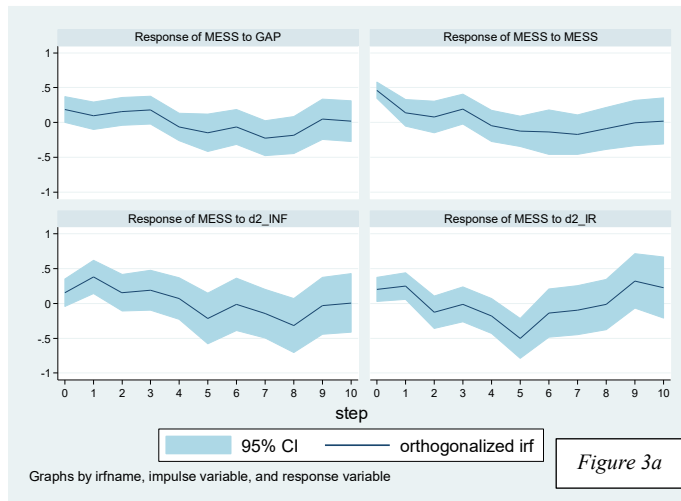 Response of MESS to GAP
Response of MESS to MESS
1
.5
0
-.5
-1
Response of MESS to d2_INF
Response of MESS to d2_IR
1
.5
0
-.5
-1
0 1 2 3 4 5 6 7 8 9 10
0 1 2 3 4 5 6 7 8 9 10
step
95% CI
orthogonalized irf
Graphs by irfname, impulse variable, and response variable
Figure 3a